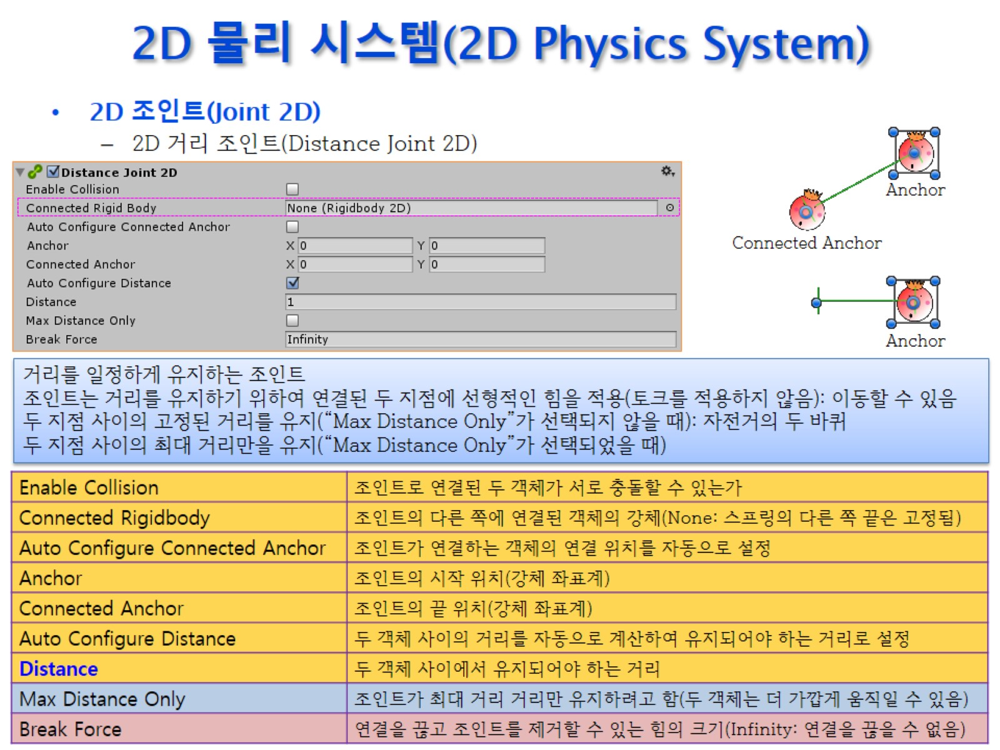 2D 물리 시스템(2D Physics System)
• 2D 조인트(Joint 2D)
– 2D 거리 조인트(Distance Joint 2D)
Distance Joint 2D
Enable Collision
Connected Rigid Body None (Rigidbody 2D)
Auto Configure Connected Anchor
Anchor X 0 Y 0
Connected Anchor X 0 Y 0
Auto Configure Distance
Distance 1
Max Distance Only
Break Force Infinity
Anchor
Connected Anchor
Anchor
거리를 일정하게 유지하는 조인트
조인트는 거리를 유지하기 위하여 연결된 두 지점에 선형적인 힘을 적용(토크를 적용하지 않음): 이동할 수 있음
두 지점 사이의 고정된 거리를 유지(“Max Distance Only”가 선택되지 않을 때): 자전거의 두 바퀴
두 지점 사이의 최대 거리만을 유지(“Max Distance Only”가 선택되었을 때)
Enable Collision 조인트로 연결된 두 객체가 서로 충돌할 수 있는가
Connected Rigidbody 조인트의 다른 쪽에 연결된 객체의 강체(None: 스프링의 다른 쪽 끝은 고정됨)
Auto Configure Connected Anchor 조인트가 연결하는 객체의 연결 위치를 자동으로 설정
Anchor 조인트의 시작 위치(강체 좌표계)
Connected Anchor 조인트의 끝 위치(강체 좌표계)
Auto Configure Distance 두 객체 사이의 거리를 자동으로 계산하여 유지되어야 하는 거리로 설정
Distance 두 객체 사이에서 유지되어야 하는 거리
Max Distance Only 조인트가 최대 거리 거리만 유지하려고 함(두 객체는 더 가깝게 움직일 수 있음)
Break Force 연결을 끊고 조인트를 제거할 수 있는 힘의 크기(Infinity: 연결을 끊을 수 없음)